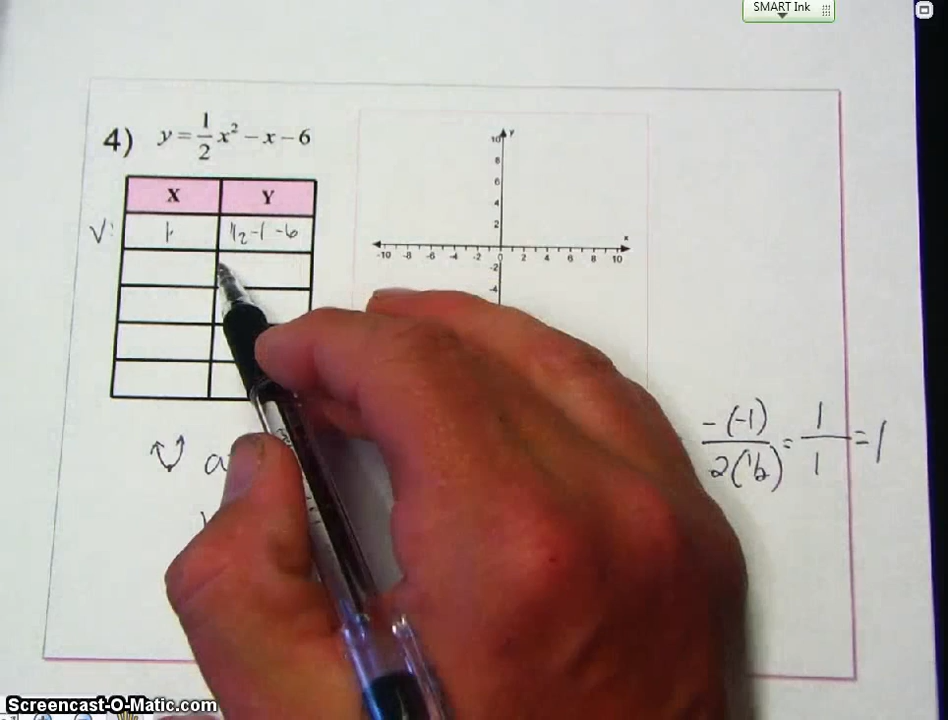 SMART Ink
4) y = 1/2 x² - x - 6
X Y
V: 1 1/2 -1 -6
y
10
8
6
4
2
x
-10 -8 -6 -4 -2 0 2 4 6 8 10
-2
-4
-(-1)/2(1/2) = 1/1 = 1
a
Screencast-O-Matic.com